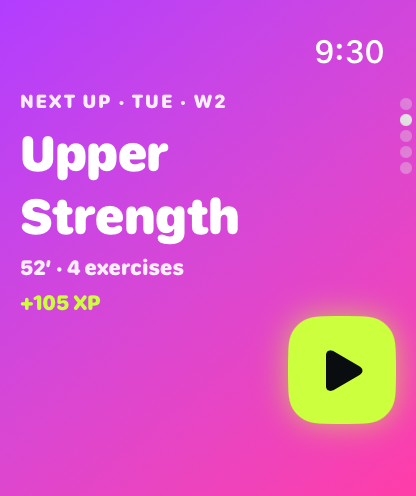 9:30
NEXT UP · TUE · W2
Upper
Strength
52′ · 4 exercises
+105 XP